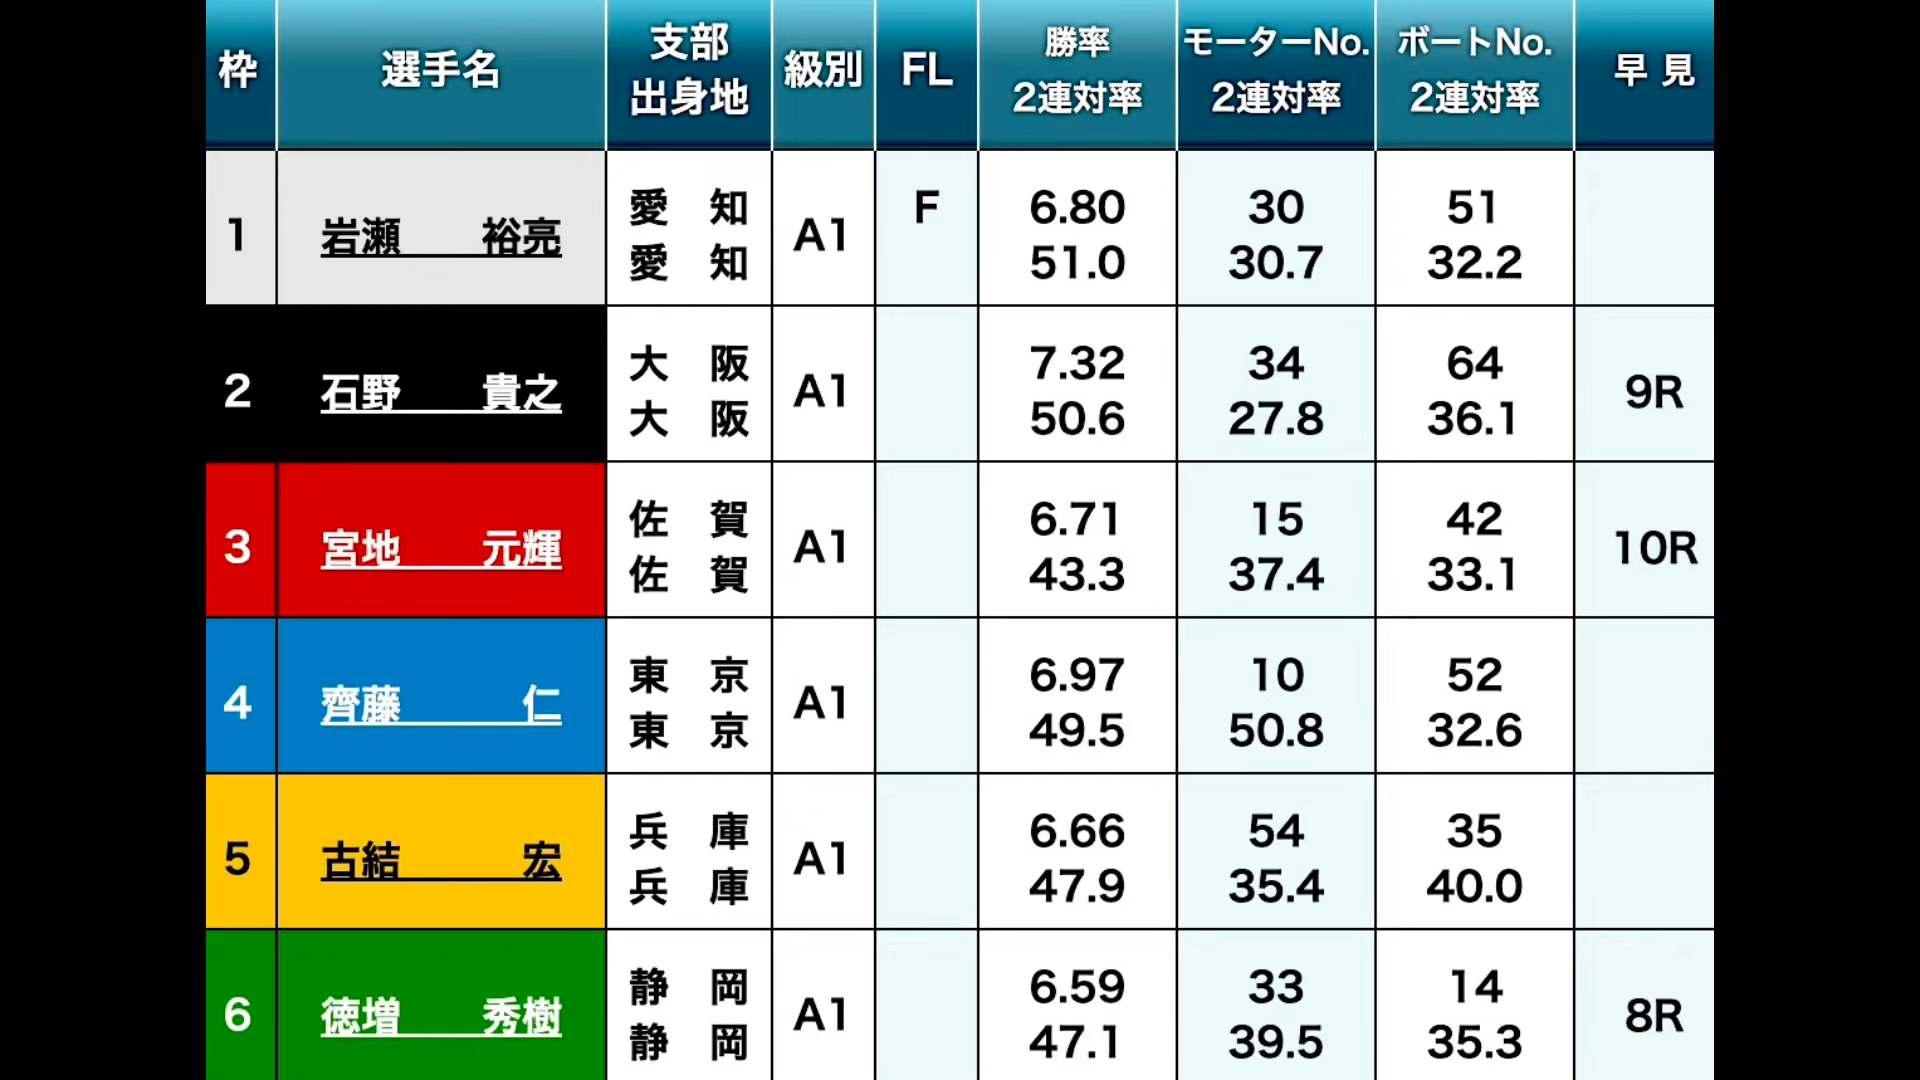 枠 選手名 支部 出身地 級別 FL 勝率 2連対率 モーターNo. 2連対率 ボートNo. 2連対率 早見
1 岩瀬 裕亮 愛知 A1 F 6.80 30 51
愛知 51.0 30.7 32.2
2 石野 貴之 大阪 A1 7.32 34 64 9R
大阪 50.6 27.8 36.1
3 宮地 元輝 佐賀 A1 6.71 15 42 10R
佐賀 43.3 37.4 33.1
4 齊藤 仁 東京 A1 6.97 10 52
東京 49.5 50.8 32.6
5 古結 宏 兵庫 A1 6.66 54 35
兵庫 47.9 35.4 40.0
6 徳増 秀樹 静岡 A1 6.59 33 14 8R
静岡 47.1 39.5 35.3